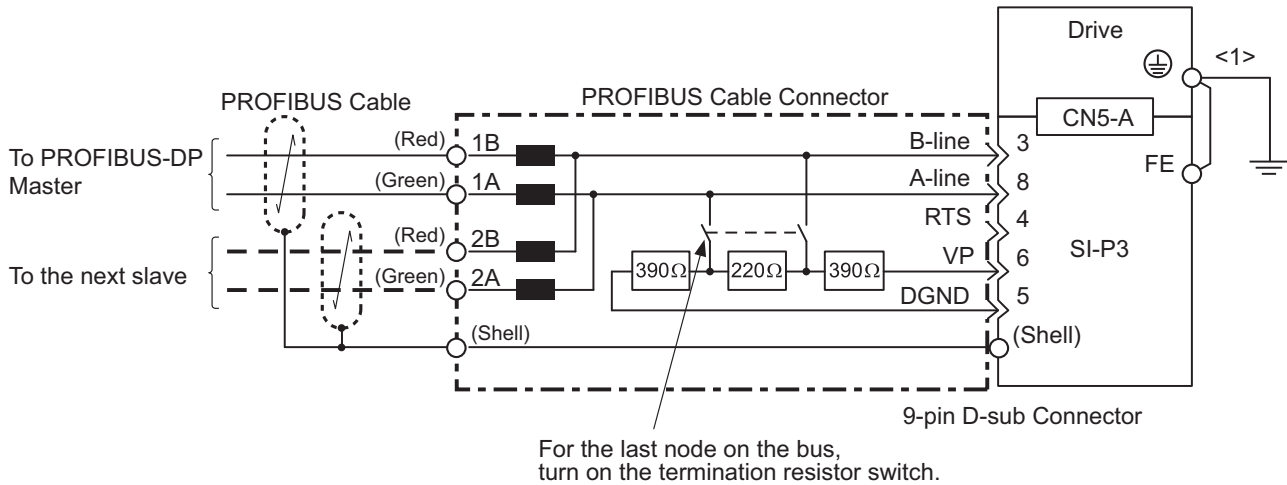 Drive
<1>
PROFIBUS Cable
PROFIBUS Cable Connector
CN5-A
To PROFIBUS-DP
Master
(Red)
1B
B-line
3
(Green)
1A
A-line
8
FE
RTS
4
(Red)
2B
VP
6
SI-P3
To the next slave
(Green)
2A
390Ω
220Ω
390Ω
DGND
5
(Shell)
(Shell)
9-pin D-sub Connector
For the last node on the bus,
turn on the termination resistor switch.